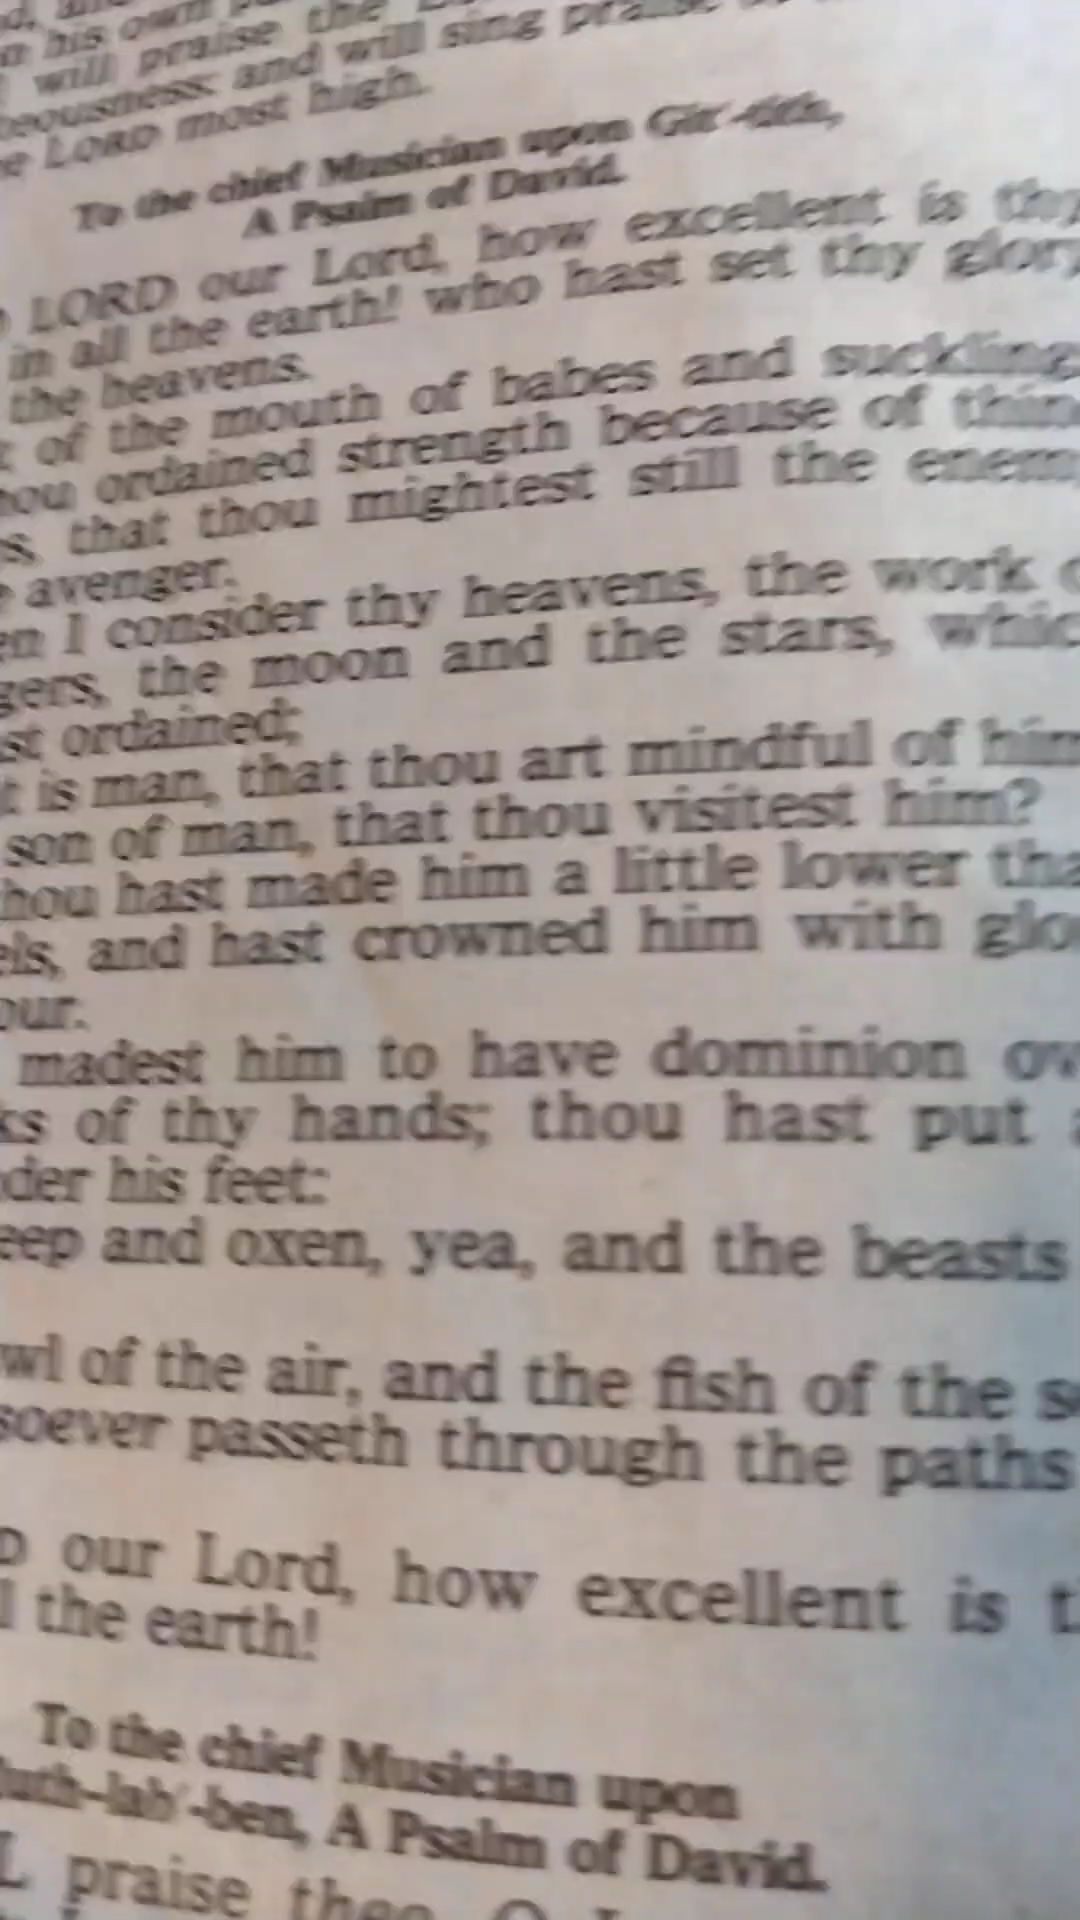 his own
will praise the
and will sing
LORD most high.
To the chief Musician upon Git-tith,
A Psalm of David.
LORD our Lord, how excellent is thy
in all the earth! who hast set thy glory
the heavens.
of the mouth of babes and suckling
ordained strength because of thin
s, that thou mightest still the enem
avenger.
en I consider thy heavens, the work o
gers, the moon and the stars, whic
st ordained;
t is man, that thou art mindful of him
son of man, that thou visitest him?
hou hast made him a little lower tha
els, and hast crowned him with glo
our.
madest him to have dominion ov
ks of thy hands; thou hast put a
der his feet:
eep and oxen, yea, and the beasts
wl of the air, and the fish of the s
soever passeth through the paths
D our Lord, how excellent is t
l the earth!
To the chief Musician upon
luth–lab´-ben, A Psalm of David.
L praise thee, O L